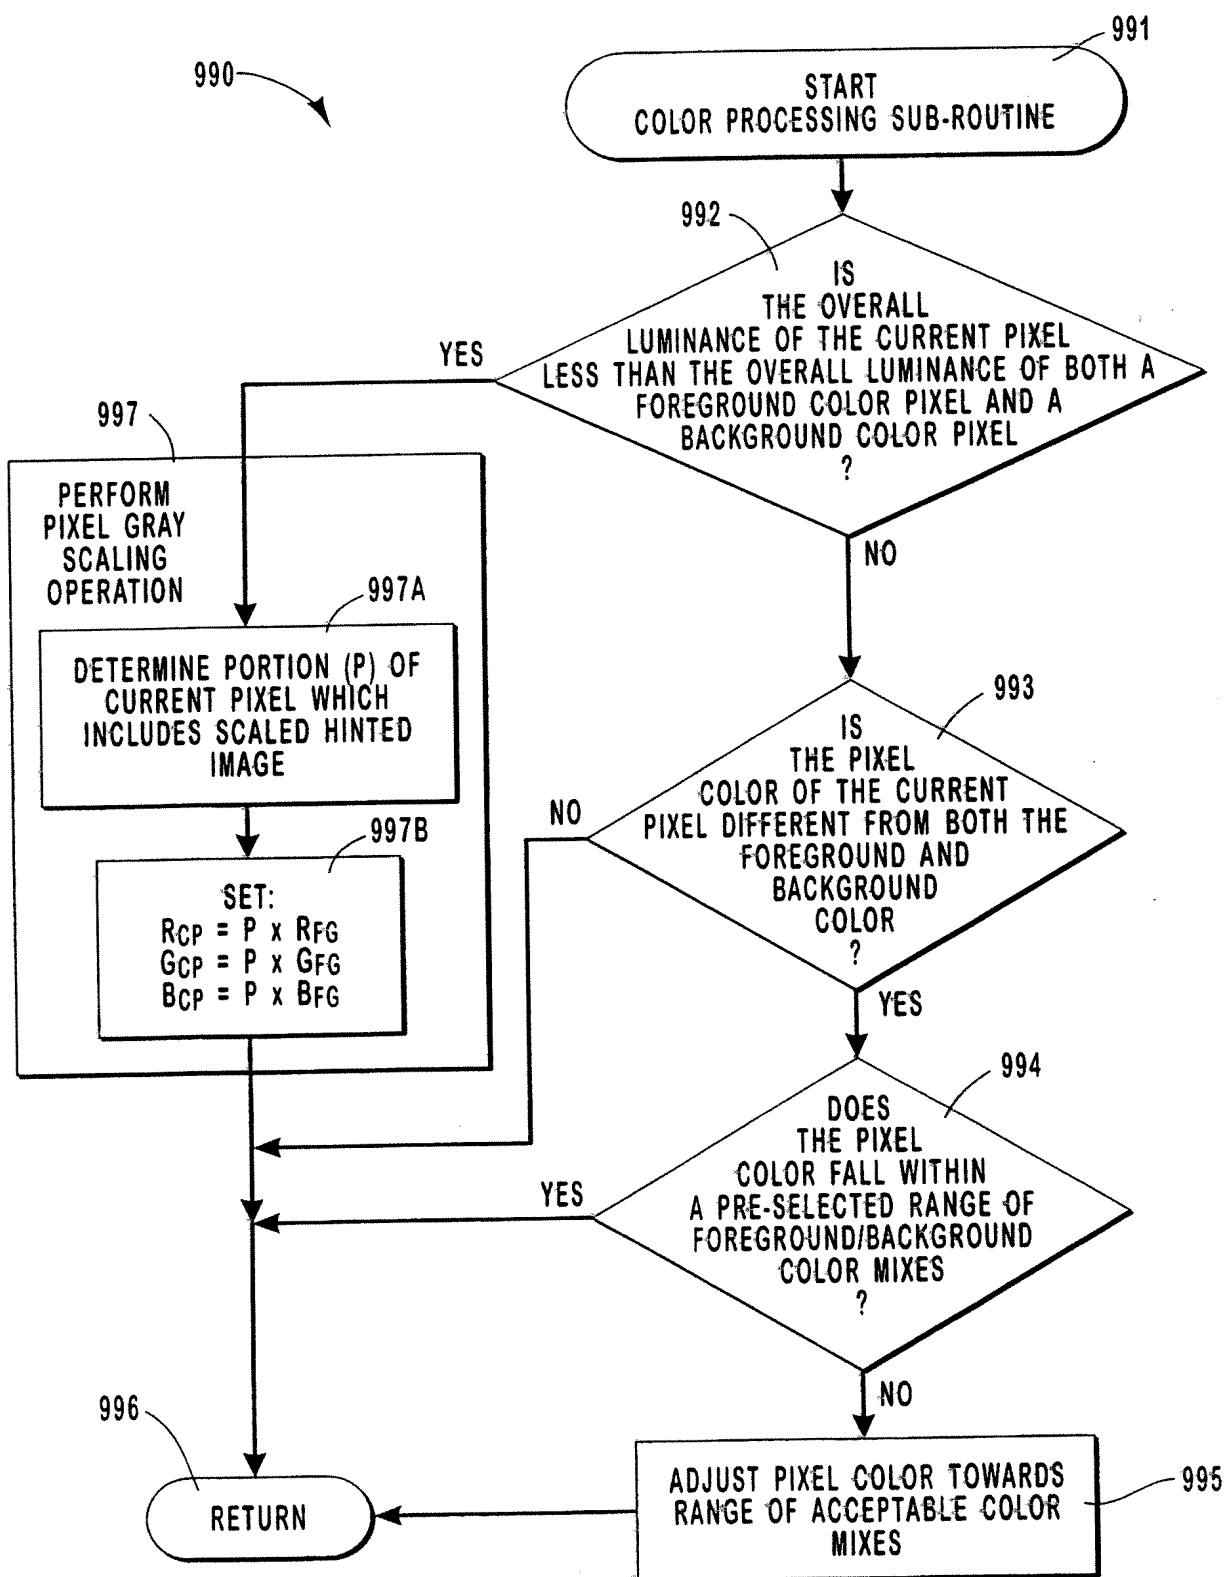 991
990
START
COLOR PROCESSING SUB-ROUTINE
992
IS
THE OVERALL
LUMINANCE OF THE CURRENT PIXEL
LESS THAN THE OVERALL LUMINANCE OF BOTH A
FOREGROUND COLOR PIXEL AND A
BACKGROUND COLOR PIXEL
?
YES
NO
997
PERFORM
PIXEL GRAY
SCALING
OPERATION
997A
DETERMINE PORTION (P) OF
CURRENT PIXEL WHICH
INCLUDES SCALED HINTED
IMAGE
997B
SET:
RCP = P x RFG
GCP = P x GFG
BCP = P x BFG
993
IS
THE PIXEL
COLOR OF THE CURRENT
PIXEL DIFFERENT FROM BOTH THE
FOREGROUND AND
BACKGROUND
COLOR
?
NO
YES
994
DOES
THE PIXEL
COLOR FALL WITHIN
A PRE-SELECTED RANGE OF
FOREGROUND/BACKGROUND
COLOR MIXES
?
YES
NO
995
ADJUST PIXEL COLOR TOWARDS
RANGE OF ACCEPTABLE COLOR
MIXES
996
RETURN